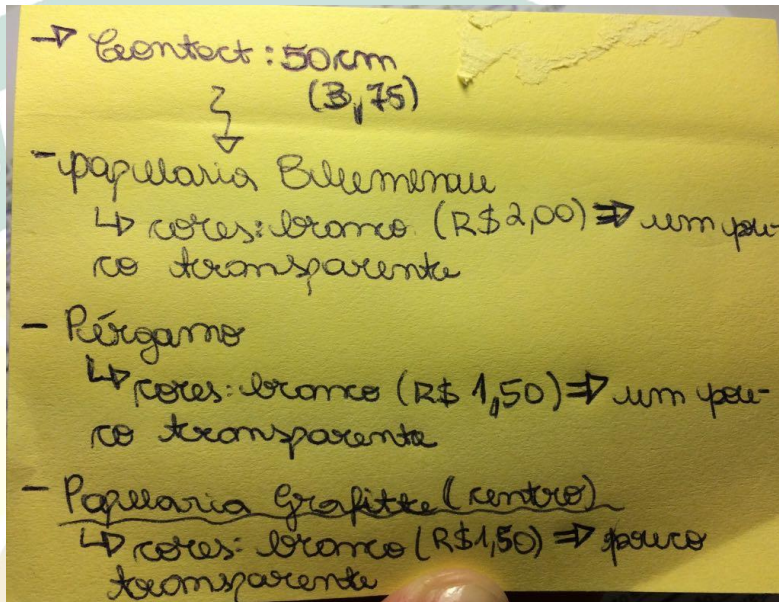 → Contact: 50cm
(3,75)
- papelaria Blumenau
↳ cores: branco (R$2,00) ⇒ um pou-
co transparente
- Pérgamo
↳ cores: branco (R$ 1,50) ⇒ um pou-
co transparente
- Papelaria Grafitte (centro)
↳ cores: branco (R$1,50) ⇒ pouco
transparente